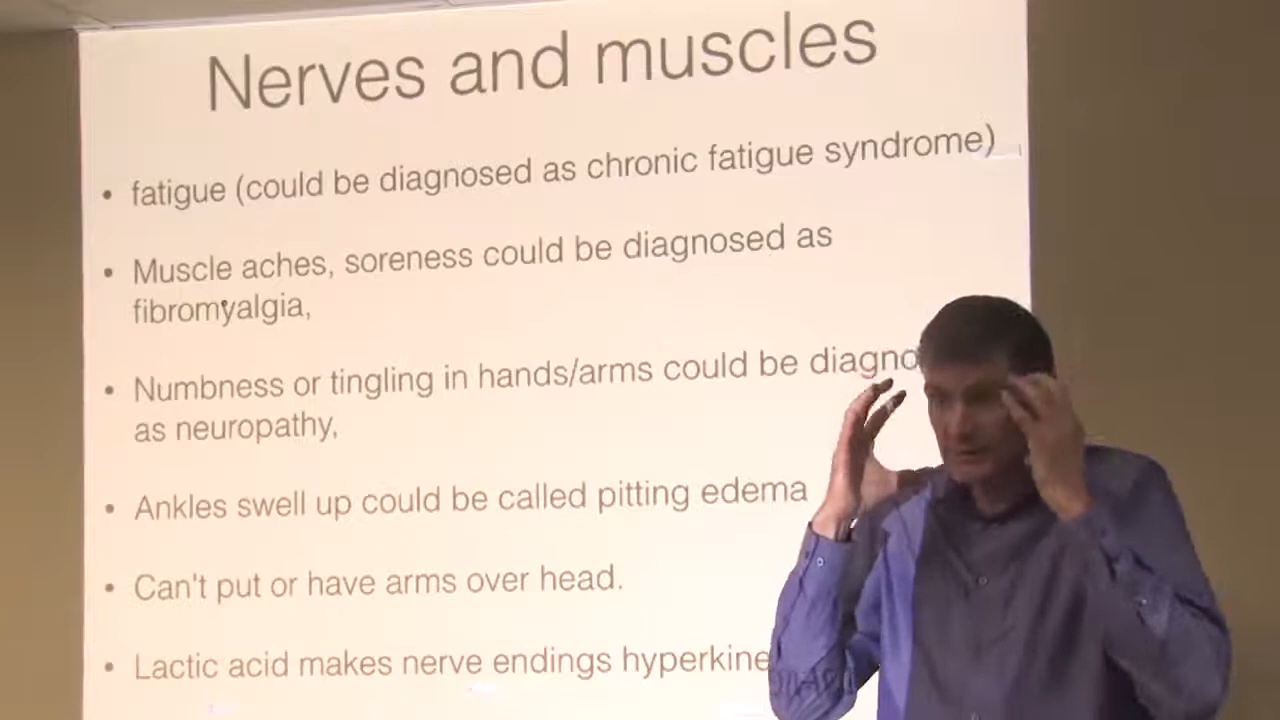 Nerves and muscles
• fatigue (could be diagnosed as chronic fatigue syndrome)
• Muscle aches, soreness could be diagnosed as
fibromyalgia,
• Numbness or tingling in hands/arms could be diagno
as neuropathy,
• Ankles swell up could be called pitting edema
• Can't put or have arms over head.
• Lactic acid makes nerve endings hyperkine